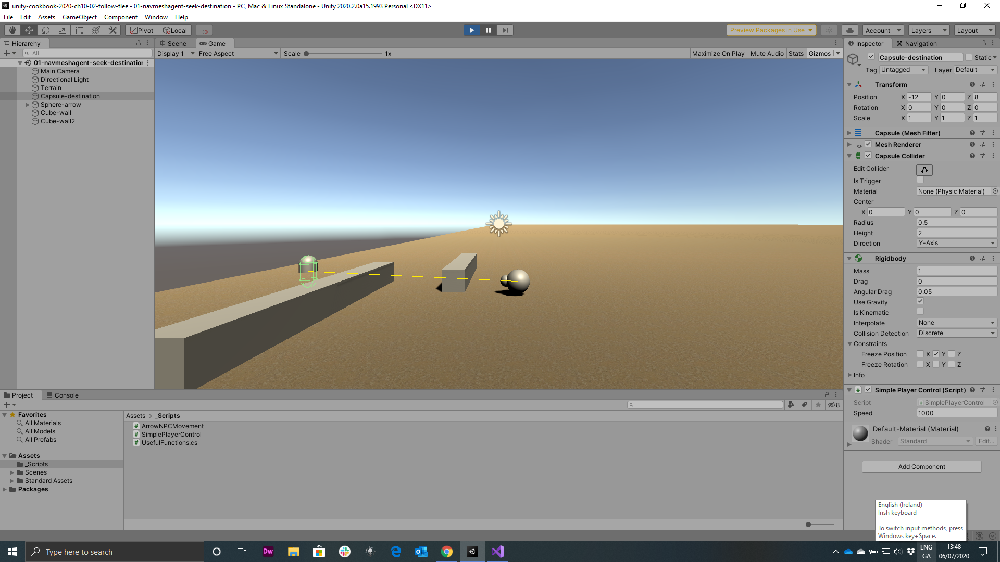 unity-cookbook-2020-ch10-02-follow-flee - 01-navmeshagent-seek-destination - PC, Mac & Linux Standalone - Unity 2020.2.0a15.1993 Personal <DX11>
File Edit Assets GameObject Component Window Help
Pivot Local Preview Packages in Use Account Layers Layout
Hierarchy Scene Game Inspector Navigation
All Display 1 Free Aspect Scale 1x Maximize On Play Mute Audio Stats Gizmos
01-navmeshagent-seek-destination
Main Camera
Directional Light
Terrain
Capsule-destination
Sphere-arrow
Cube-wall
Cube-wall2
Capsule-destination Static
Tag Untagged Layer Default
Transform
Position X -12 Y 0 Z 8
Rotation X 0 Y 0 Z 0
Scale X 1 Y 1 Z 1
Capsule (Mesh Filter)
Mesh Renderer
Capsule Collider
Edit Collider
Is Trigger
Material None (Physic Material)
Center
X 0 Y 0 Z 0
Radius 0.5
Height 2
Direction Y-Axis
Rigidbody
Mass 1
Drag 0
Angular Drag 0.05
Use Gravity
Is Kinematic
Interpolate None
Collision Detection Discrete
Constraints
Freeze Position X Y Z
Freeze Rotation X Y Z
Info
Simple Player Control (Script)
Script # SimplePlayerControl
Speed 1000
Default-Material (Material)
Shader Standard Edit...
Add Component
Project Console
8
Favorites
All Materials
All Models
All Prefabs
Assets
_Scripts
Scenes
Standard Assets
Packages
Assets > _Scripts
# ArrowNPCMovement
# SimplePlayerControl
# UsefulFunctions.cs
English (Ireland)
Irish keyboard
To switch input methods, press
Windows key+Space.
Type here to search
Dw
ENG
GA
13:48
06/07/2020